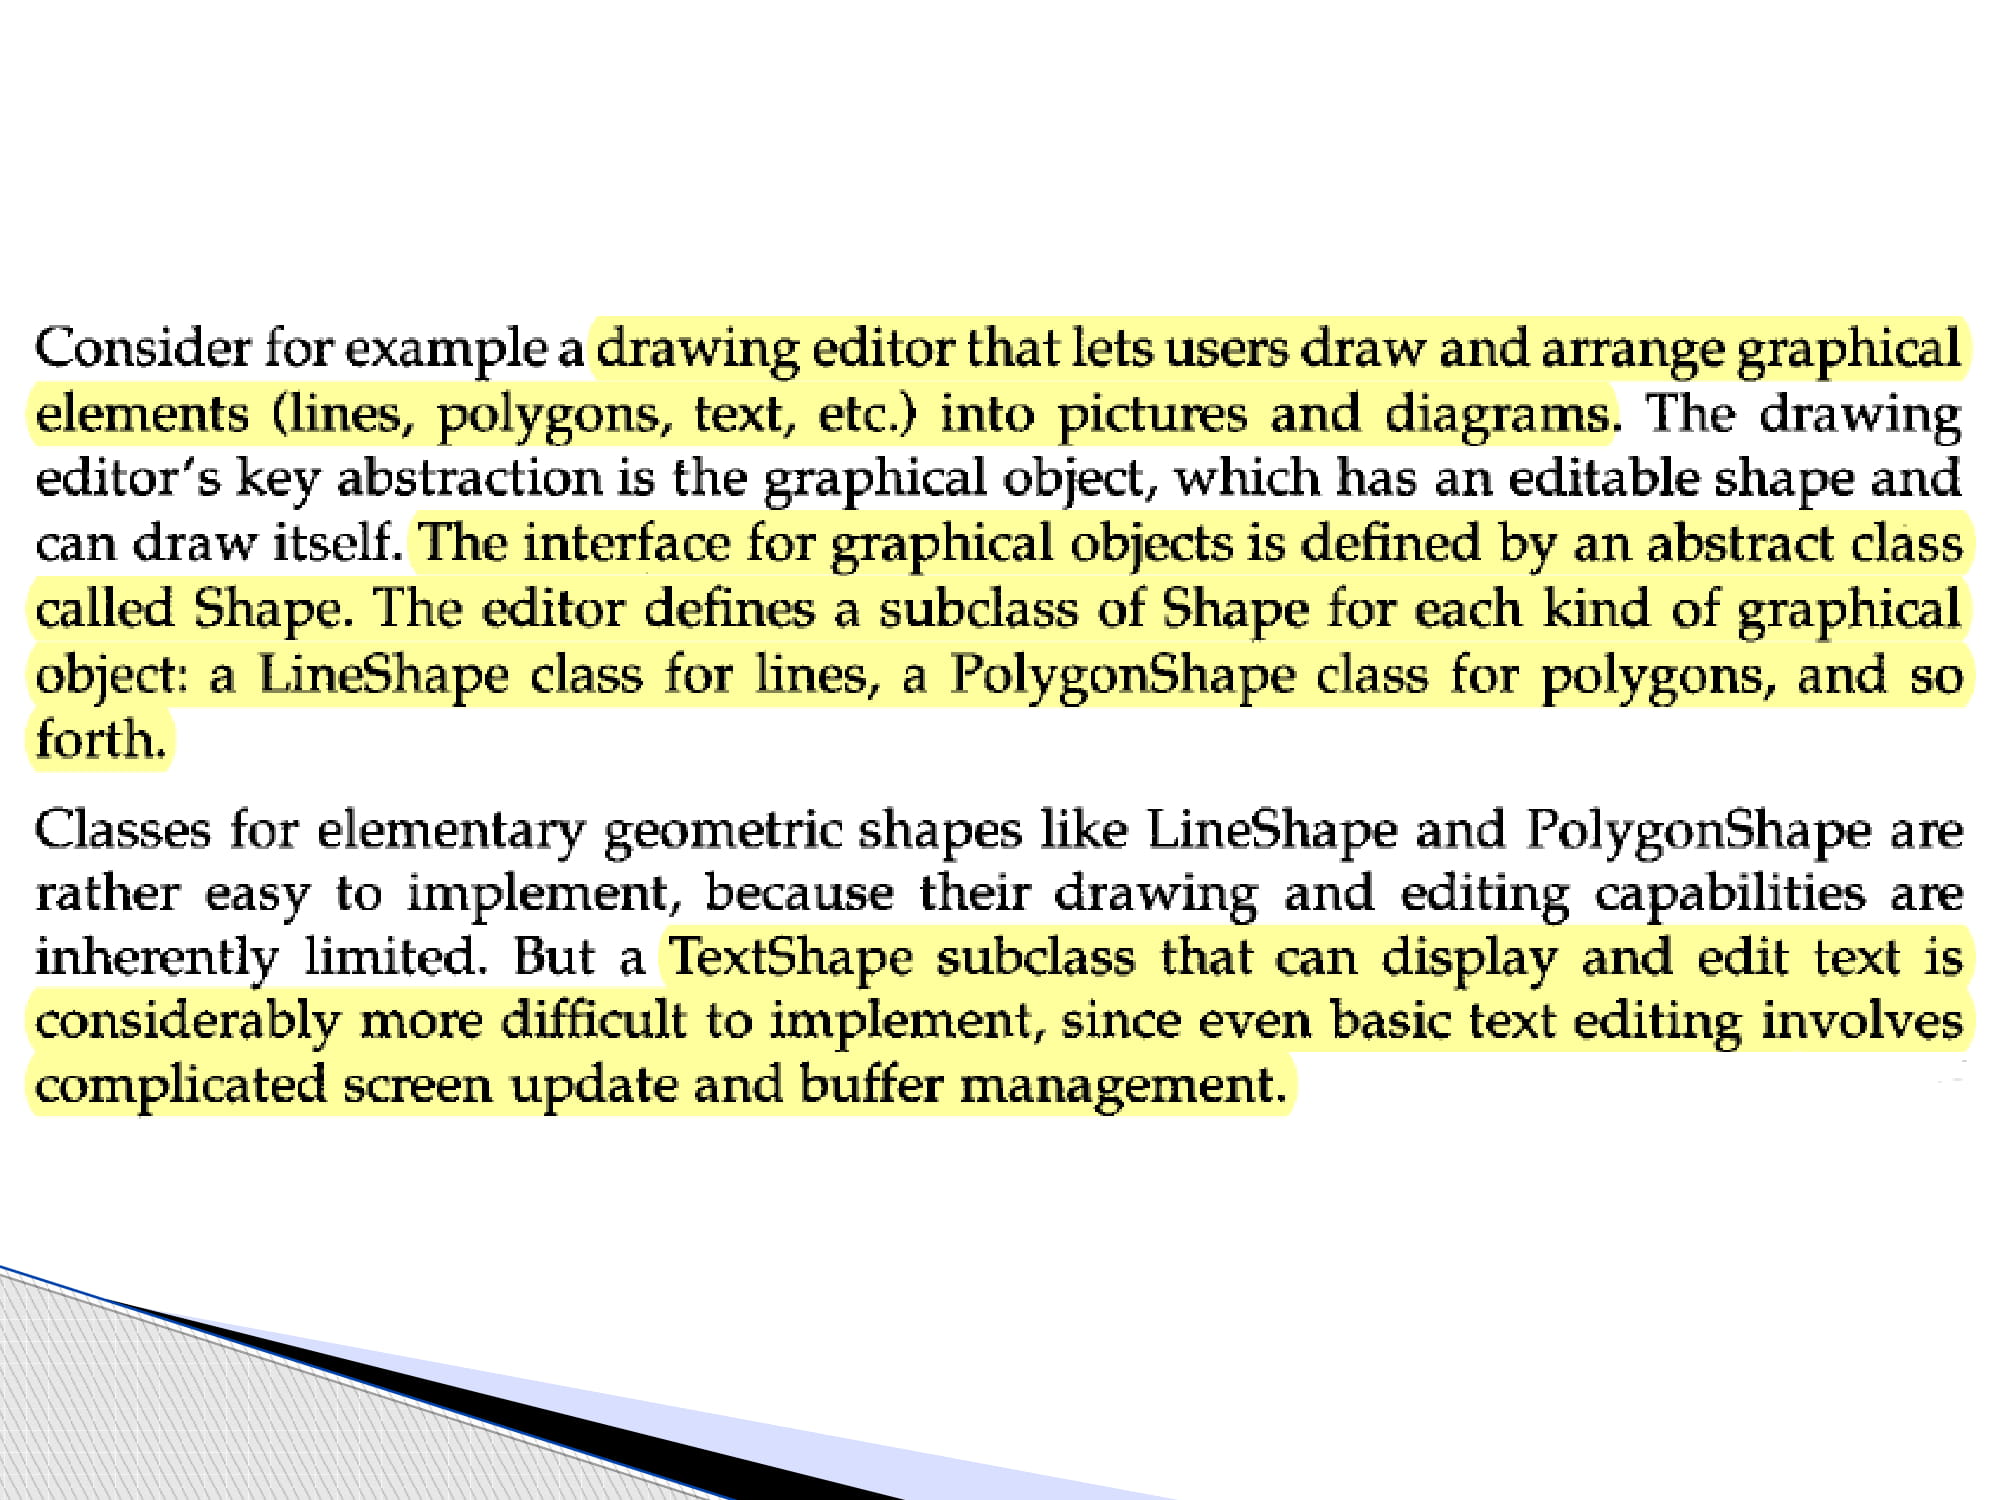 Consider for example a drawing editor that lets users draw and arrange graphical
elements (lines, polygons, text, etc.) into pictures and diagrams. The drawing
editor's key abstraction is the graphical object, which has an editable shape and
can draw itself. The interface for graphical objects is defined by an abstract class
called Shape. The editor defines a subclass of Shape for each kind of graphical
object: a LineShape class for lines, a PolygonShape class for polygons, and so
forth.
Classes for elementary geometric shapes like LineShape and PolygonShape are
rather easy to implement, because their drawing and editing capabilities are
inherently limited. But a TextShape subclass that can display and edit text is
considerably more difficult to implement, since even basic text editing involves
complicated screen update and buffer management.